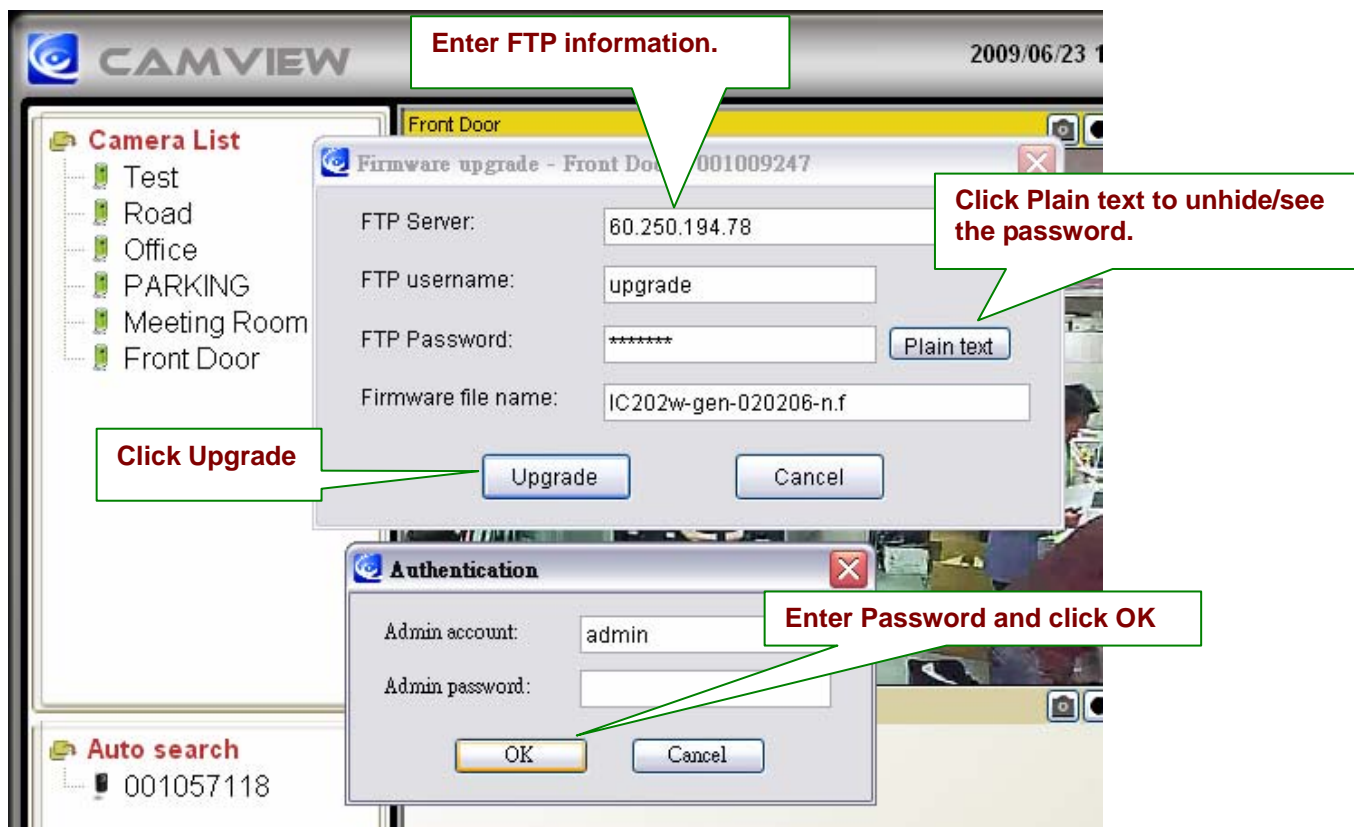 CAMVIEW
Enter FTP information.
2009/06/23 1
Camera List
Test
Road
Office
PARKING
Meeting Room
Front Door
Front Door
Firmware upgrade - Front Doo 001009247
Click Plain text to unhide/see
the password.
FTP Server:
60.250.194.78
FTP username:
upgrade
FTP Password:
*******
Plain text
Firmware file name:
IC202w-gen-020206-n.f
Click Upgrade
Upgrade
Cancel
Authentication
Enter Password and click OK
Admin account:
admin
Admin password:
OK
Cancel
Auto search
001057118